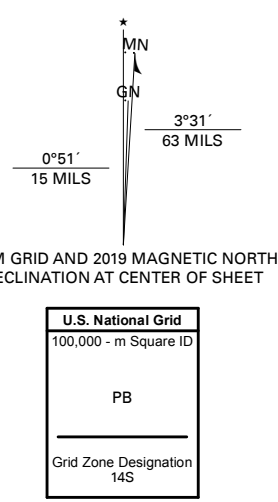 ★
MN
GN
3°31´
63 MILS
0°51´
15 MILS
M GRID AND 2019 MAGNETIC NORTH
ECLINATION AT CENTER OF SHEET
U.S. National Grid
100,000 - m Square ID
PB
Grid Zone Designation
14S